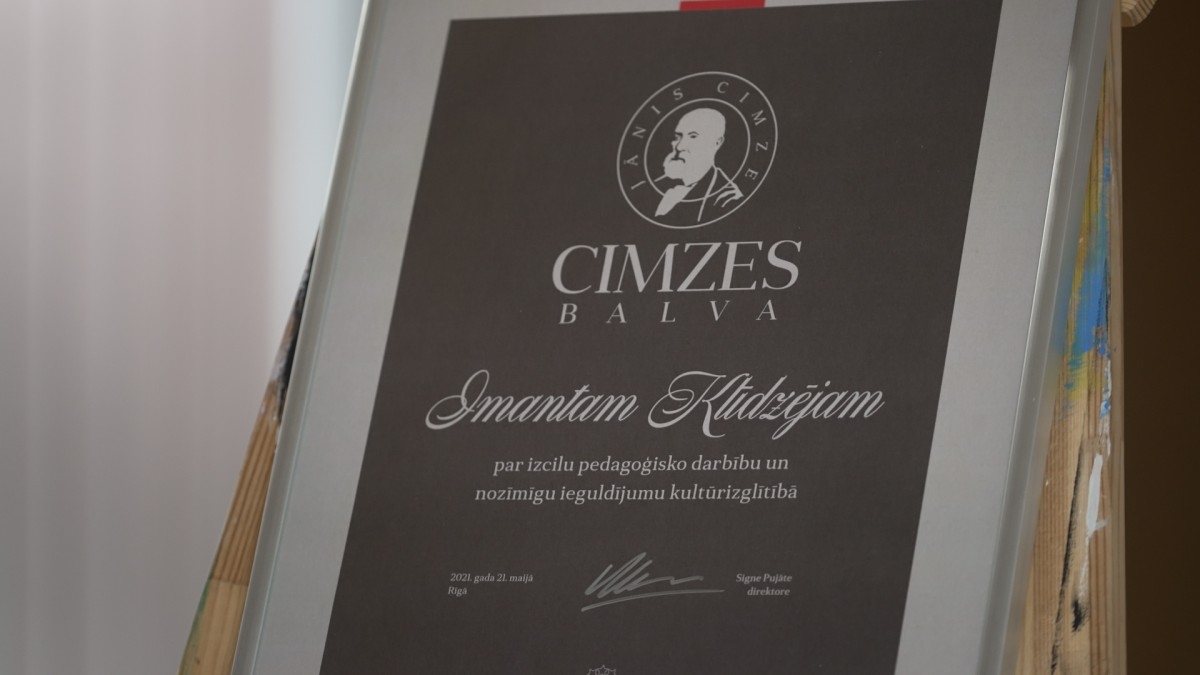 JĀNIS CIMZE
CIMZES
BALVA
Imantam Klīdzējam
par izcilu pedagoģisko darbību un
nozīmīgu ieguldījumu kultūrizglītībā
2021. gada 21. maijā
Rīgā
Signe Pujāte
direktore